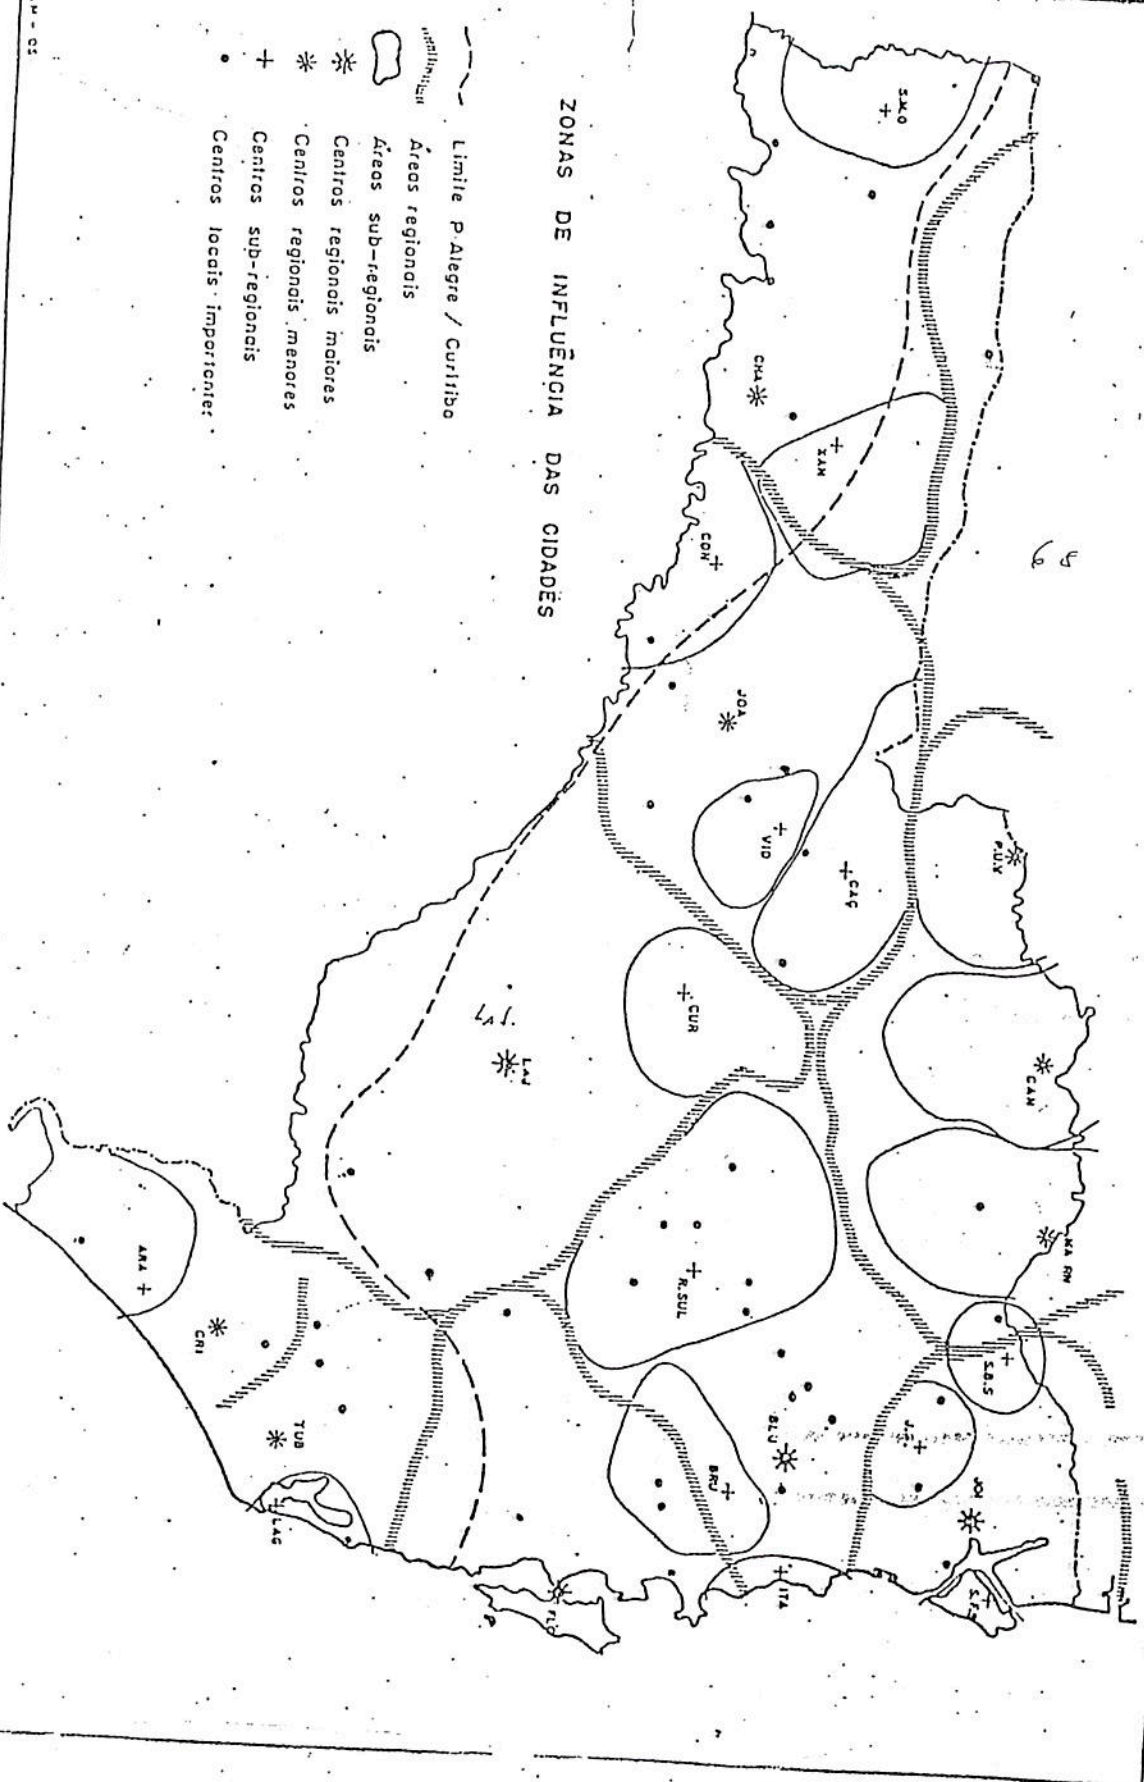 ZONAS DE INFLUÊNCIA DAS CIDADES
Limite P.Alegre / Curitiba
Áreas regionais
Áreas sub-regionais
Centros regionais maiores
Centros regionais menores
Centros sub-regionais
Centros locais importantes
S.M.O
CHA
XAN
CON
JOA
VID
CAÇ
P.U.V
CUR
LAJ
CAN
R.SUL
S.B.S
BLU
BRU
JOI
ITA
FLO
ARA
CRI
TUB
LAG